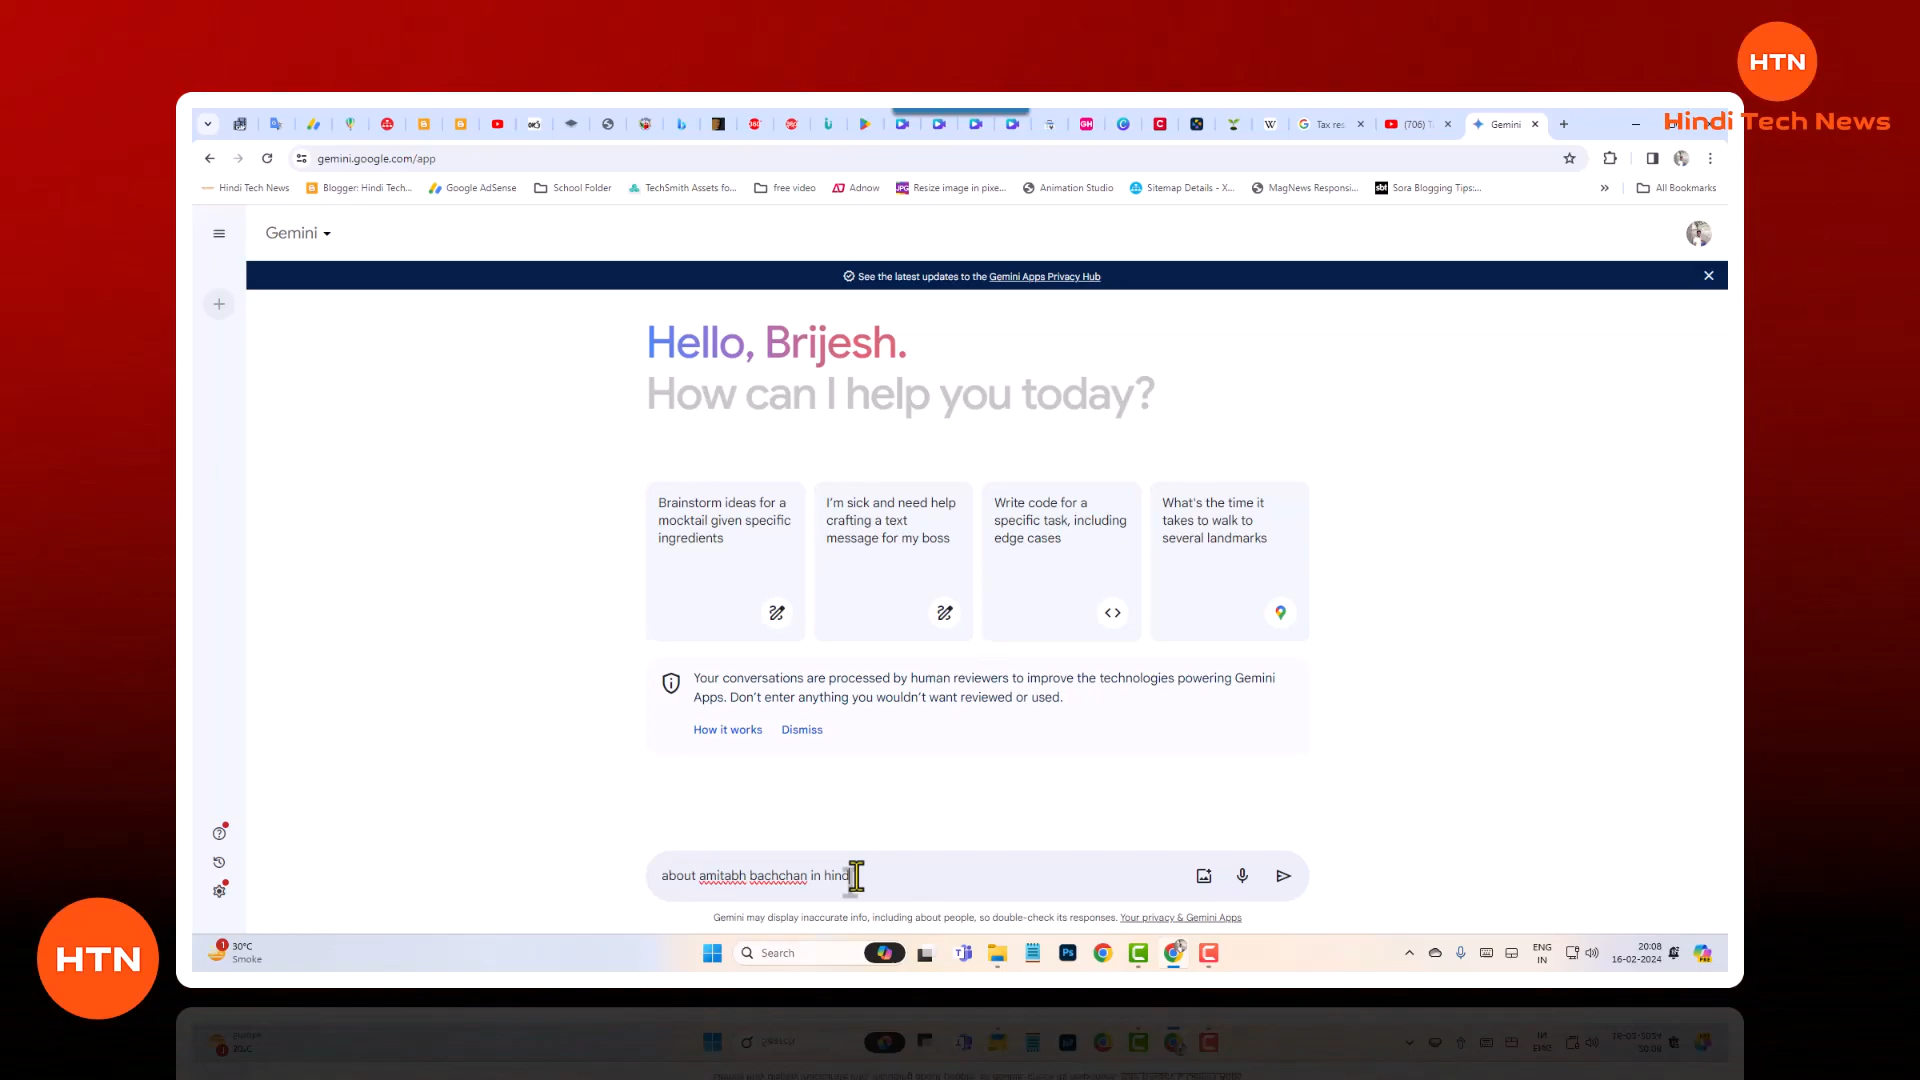 HTN
Hindi Tech News
Tax res
(706) T
Gemini
gemini.google.com/app
Hindi Tech News
Blogger: Hindi Tech...
Google AdSense
School Folder
TechSmith Assets fo...
free video
Adnow
Resize image in pixe...
Animation Studio
Sitemap Details - X...
MagNews Responsi...
Sora Blogging Tips:...
All Bookmarks
Gemini
See the latest updates to the Gemini Apps Privacy Hub
Hello, Brijesh.
How can I help you today?
Brainstorm ideas for a
mocktail given specific
ingredients
I'm sick and need help
crafting a text
message for my boss
Write code for a
specific task, including
edge cases
What's the time it
takes to walk to
several landmarks
Your conversations are processed by human reviewers to improve the technologies powering Gemini
Apps. Don't enter anything you wouldn't want reviewed or used.
How it works
Dismiss
about amitabh bachchan in hind
Gemini may display inaccurate info, including about people, so double-check its responses. Your privacy & Gemini Apps
HTN
1
30°C
Smoke
Search
Ps
ENG
IN
20:08
16-02-2024